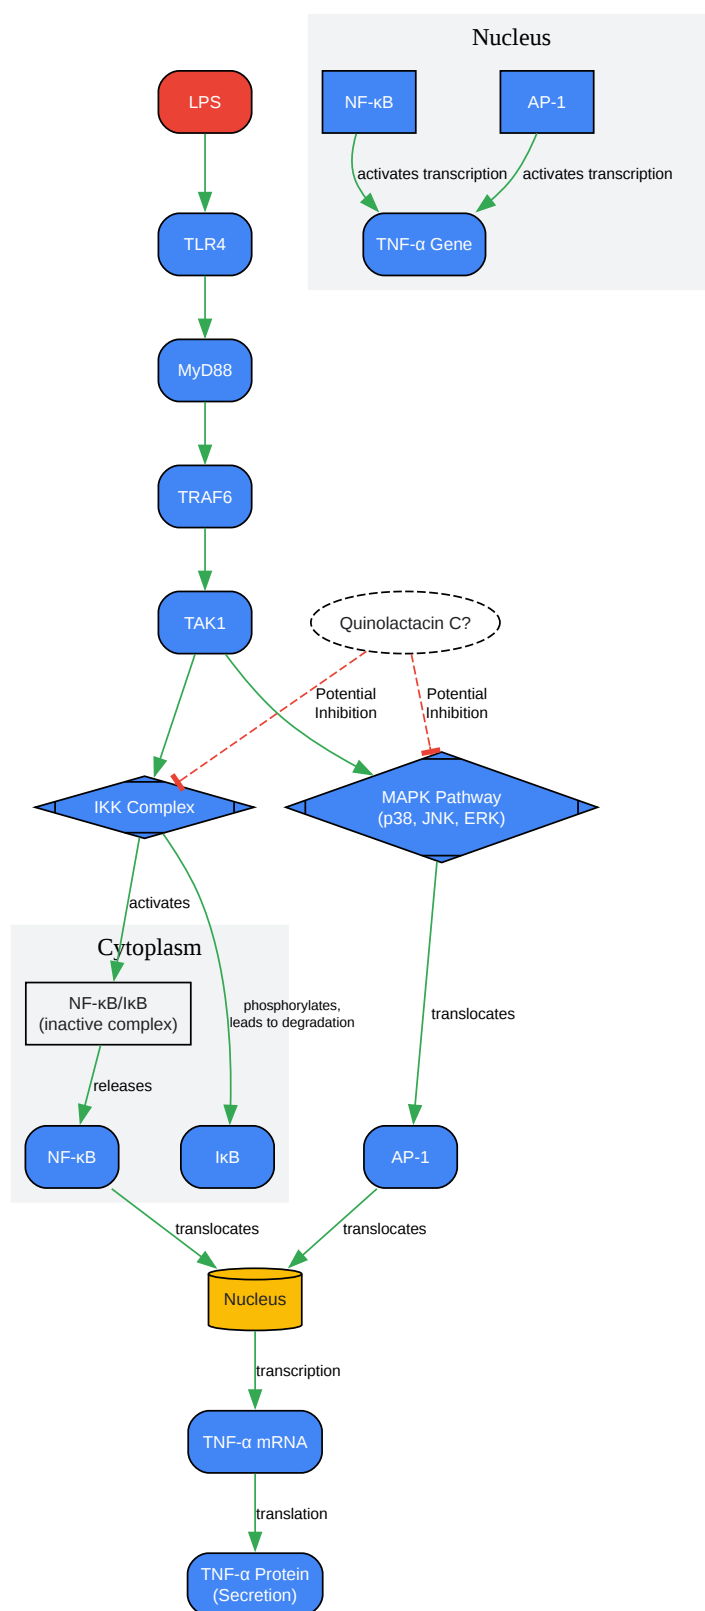 Nucleus
LPS
NF-κB
AP-1
activates transcription
activates transcription
TLR4
TNF-α Gene
MyD88
TRAF6
TAK1
Quinolactacin C?
Potential
Inhibition
Potential
Inhibition
IKK Complex
MAPK Pathway
(p38, JNK, ERK)
activates
Cytoplasm
NF-κB/IκB
(inactive complex)
phosphorylates,
leads to degradation
translocates
releases
NF-κB
IκB
AP-1
translocates
translocates
Nucleus
transcription
TNF-α mRNA
translation
TNF-α Protein
(Secretion)